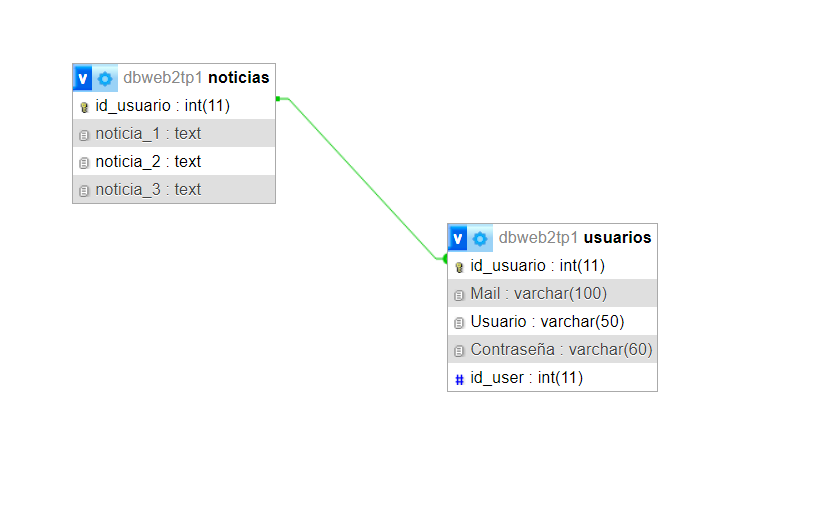 v dbweb2tp1 noticias
id_usuario : int(11)
noticia_1 : text
noticia_2 : text
noticia_3 : text
v dbweb2tp1 usuarios
id_usuario : int(11)
Mail : varchar(100)
Usuario : varchar(50)
Contraseña : varchar(60)
# id_user : int(11)